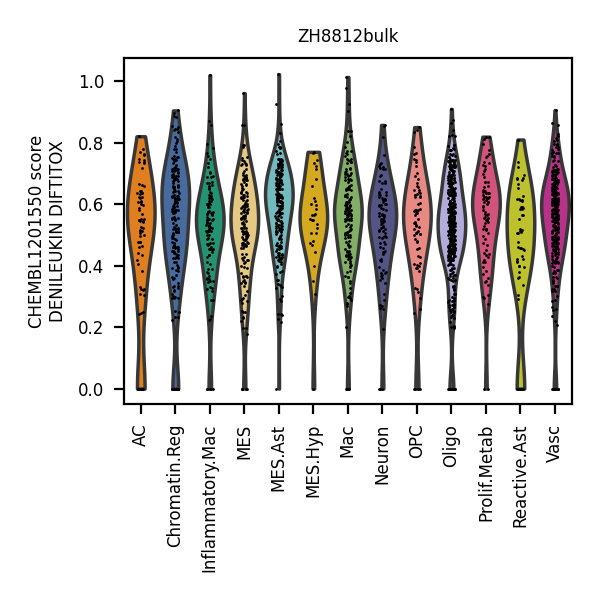 ZH8812bulk
CHEMBL1201550 score
DENILEUKIN DIFTITOX
1.0
0.8
0.6
0.4
0.2
0.0
AC
Chromatin.Reg
Inflammatory.Mac
MES
MES.Ast
MES.Hyp
Mac
Neuron
OPC
Oligo
Prolif.Metab
Reactive.Ast
Vasc